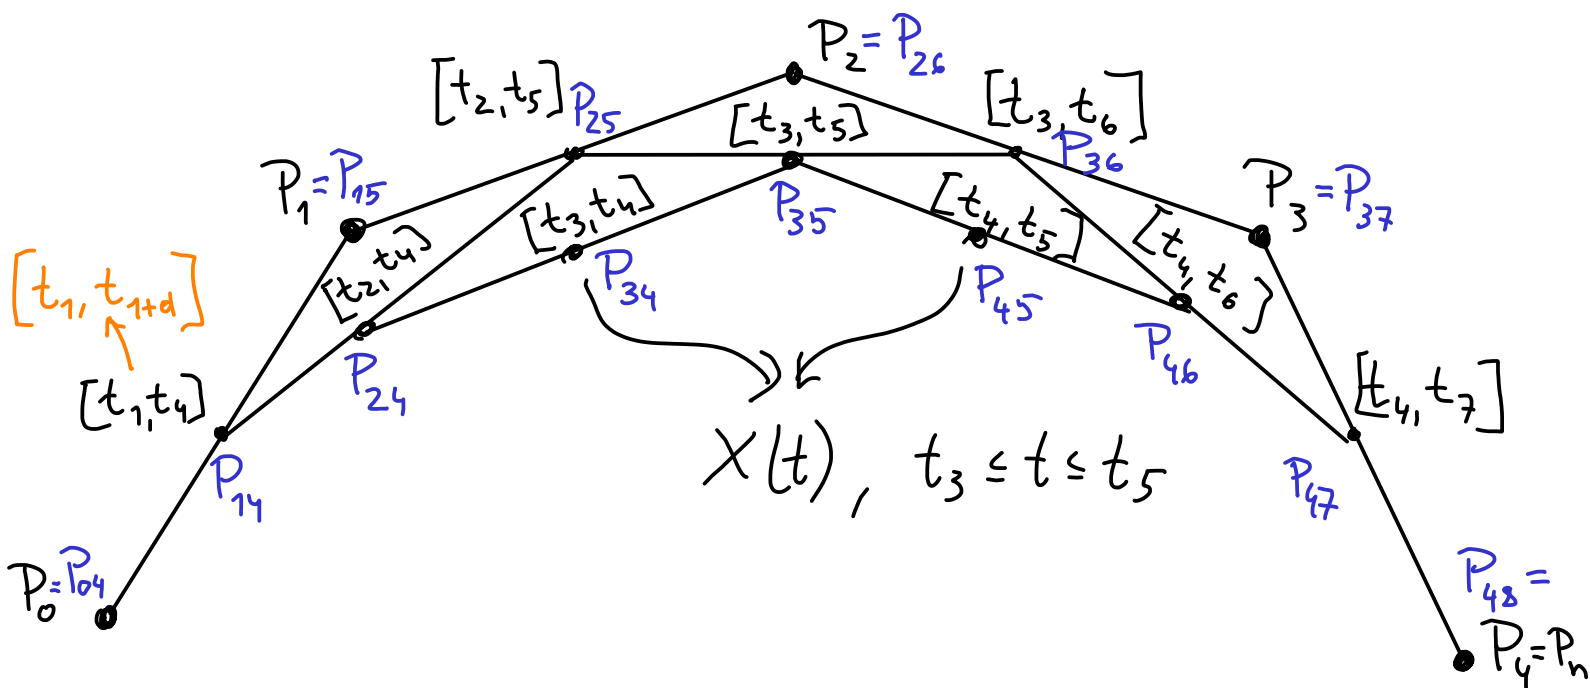 P₂ = P₂₆
[t₂, t₅]
P₂₅
[t₃, t₅]
[t₃, t₆]
P₃₆
P₁ = P₁₅
P₃₅
P₃ = P₃₇
[t₂, t₄]
[t₃, t₄]
P₃₄
[t₄, t₅]
P₄₅
[t₄, t₆]
[t₁, t₁₊d]
P₂₄
P₄₆
[t₁, t₄]
[t₄, t₇]
P₁₄
X(t), t₃ ≤ t ≤ t₅
P₄₇
P₀ = P₀₄
P₄₈ =
P₄ = Pₙ